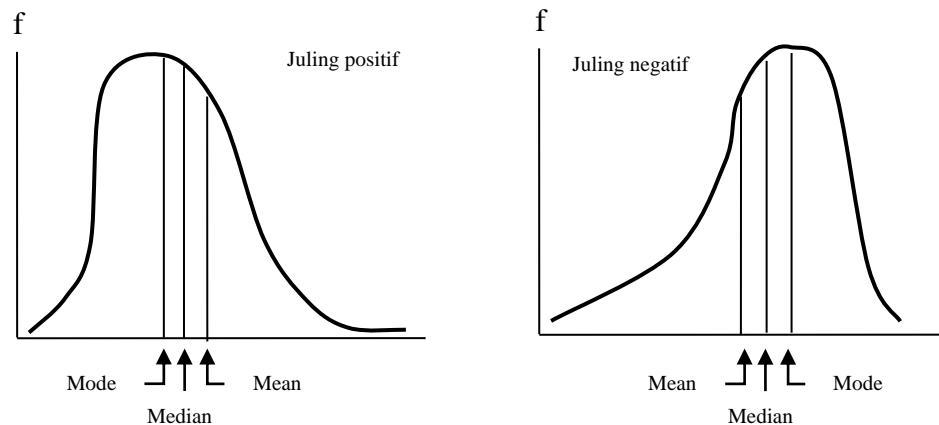 f
Juling positif
Mode
Mean
Median
f
Juling negatif
Mean
Mode
Median